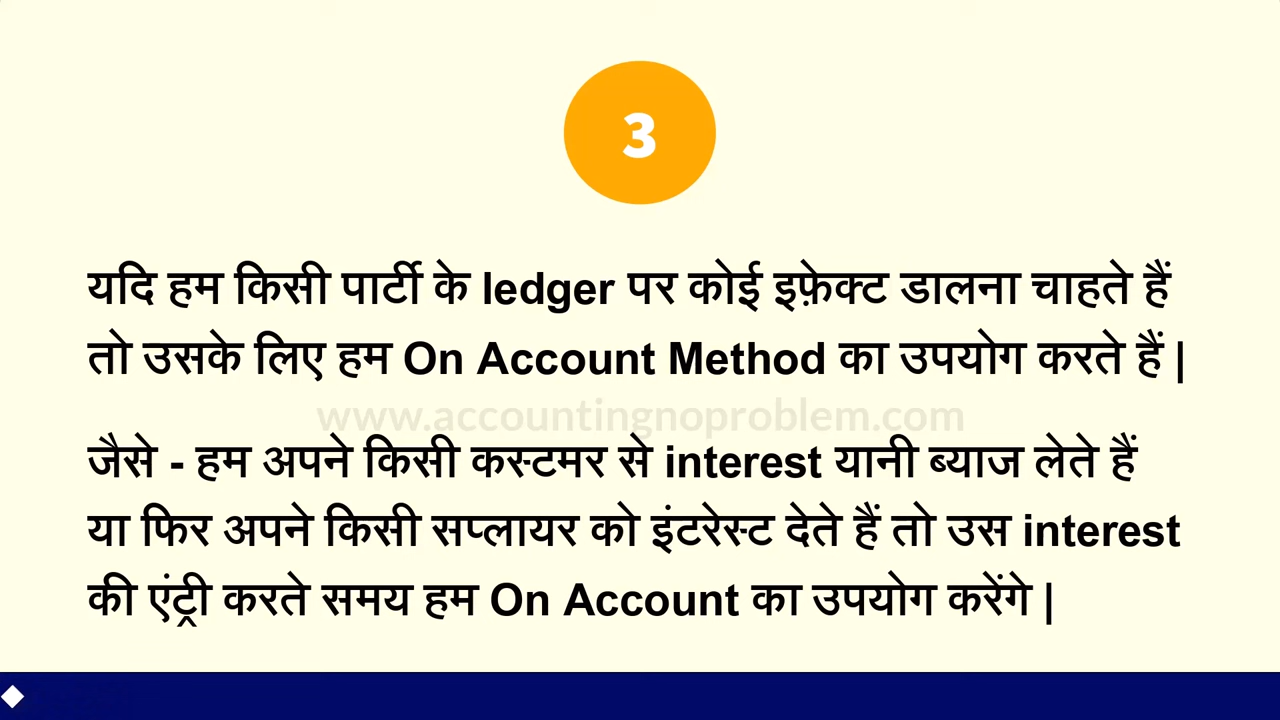 3
यदि हम किसी पार्टी के ledger पर कोई इफ़ेक्ट डालना चाहते हैं
तो उसके लिए हम On Account Method का उपयोग करते हैं |
www.accountingnoproblem.com
जैसे - हम अपने किसी कस्टमर से interest यानी ब्याज लेते हैं
या फिर अपने किसी सप्लायर को इंटरेस्ट देते हैं तो उस interest
की एंट्री करते समय हम On Account का उपयोग करेंगे |